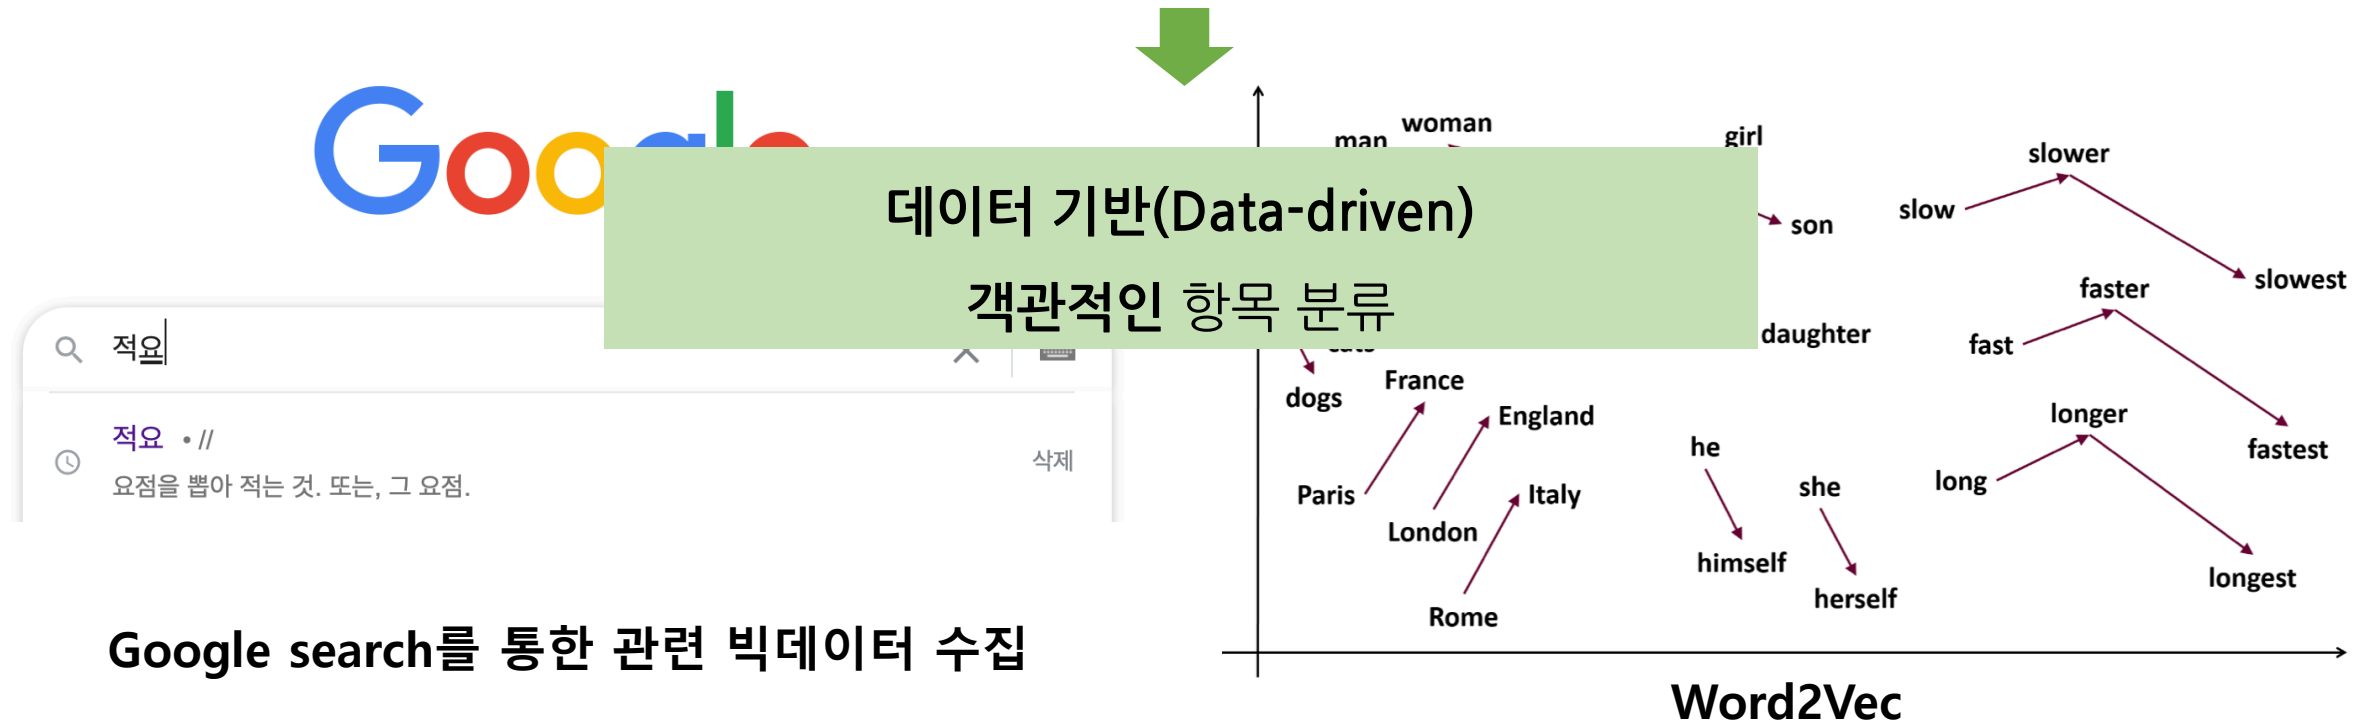 Google
데이터 기반(Data-driven)
객관적인 항목 분류
적요
적요 • //
요점을 뽑아 적는 것. 또는, 그 요점.
삭제
Google search를 통한 관련 빅데이터 수집
man
woman
girl
son
daughter
cats
dogs
France
England
Paris
London
Italy
Rome
he
himself
she
herself
slow
slower
slowest
fast
faster
fastest
long
longer
longest
Word2Vec